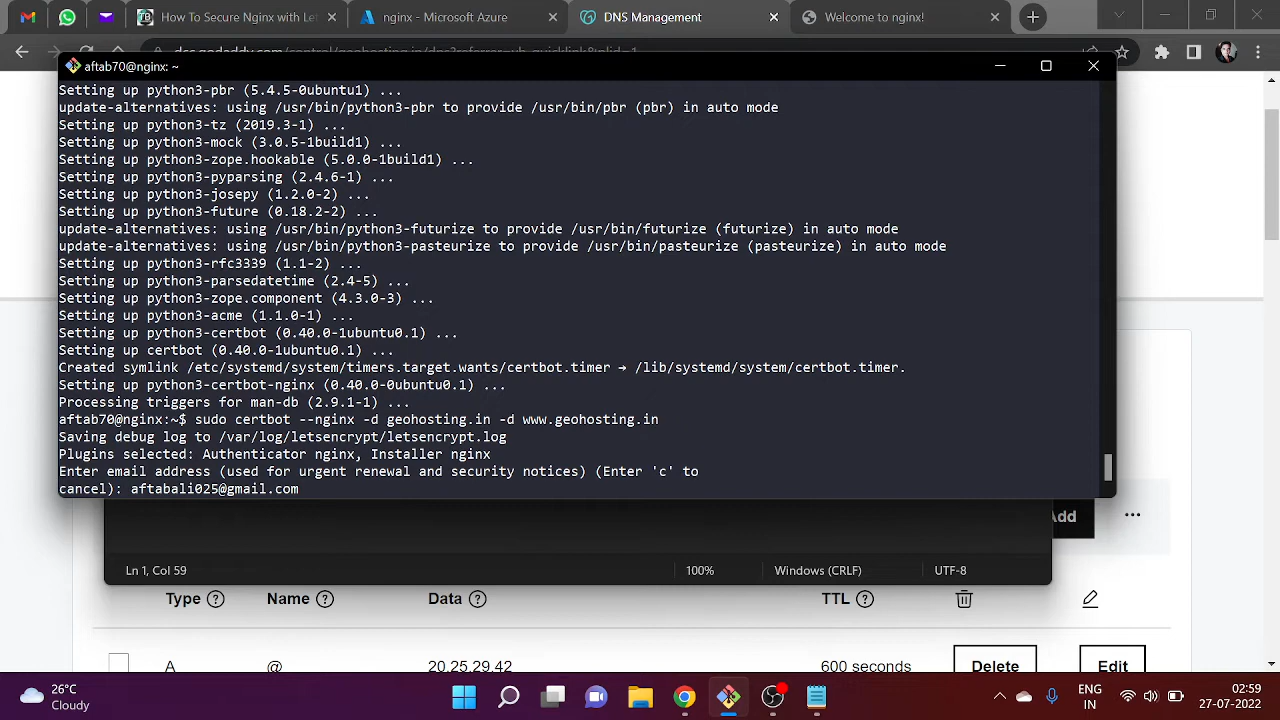 How To Secure Nginx with Let
nginx - Microsoft Azure
DNS Management
Welcome to nginx!
dcc.godaddy.com/control/geohosting.in/dns?referrer=vh_quicklink&plid=1
aftab70@nginx: ~
Setting up python3-pbr (5.4.5-0ubuntu1) ...
update-alternatives: using /usr/bin/python3-pbr to provide /usr/bin/pbr (pbr) in auto mode
Setting up python3-tz (2019.3-1) ...
Setting up python3-mock (3.0.5-1build1) ...
Setting up python3-zope.hookable (5.0.0-1build1) ...
Setting up python3-pyparsing (2.4.6-1) ...
Setting up python3-josepy (1.2.0-2) ...
Setting up python3-future (0.18.2-2) ...
update-alternatives: using /usr/bin/python3-futurize to provide /usr/bin/futurize (futurize) in auto mode
update-alternatives: using /usr/bin/python3-pasteurize to provide /usr/bin/pasteurize (pasteurize) in auto mode
Setting up python3-rfc3339 (1.1-2) ...
Setting up python3-parsedatetime (2.4-5) ...
Setting up python3-zope.component (4.3.0-3) ...
Setting up python3-acme (1.1.0-1) ...
Setting up python3-certbot (0.40.0-1ubuntu0.1) ...
Setting up certbot (0.40.0-1ubuntu0.1) ...
Created symlink /etc/systemd/system/timers.target.wants/certbot.timer → /lib/systemd/system/certbot.timer.
Setting up python3-certbot-nginx (0.40.0-0ubuntu0.1) ...
Processing triggers for man-db (2.9.1-1) ...
aftab70@nginx:~$ sudo certbot --nginx -d geohosting.in -d www.geohosting.in
Saving debug log to /var/log/letsencrypt/letsencrypt.log
Plugins selected: Authenticator nginx, Installer nginx
Enter email address (used for urgent renewal and security notices) (Enter 'c' to
cancel): aftabali025@gmail.com
Add
Ln 1, Col 59
100%
Windows (CRLF)
UTF-8
Type
Name
Data
TTL
A
@
20.25.29.42
600 seconds
Delete
Edit
26°C
Cloudy
ENG
IN
02:59
27-07-2022